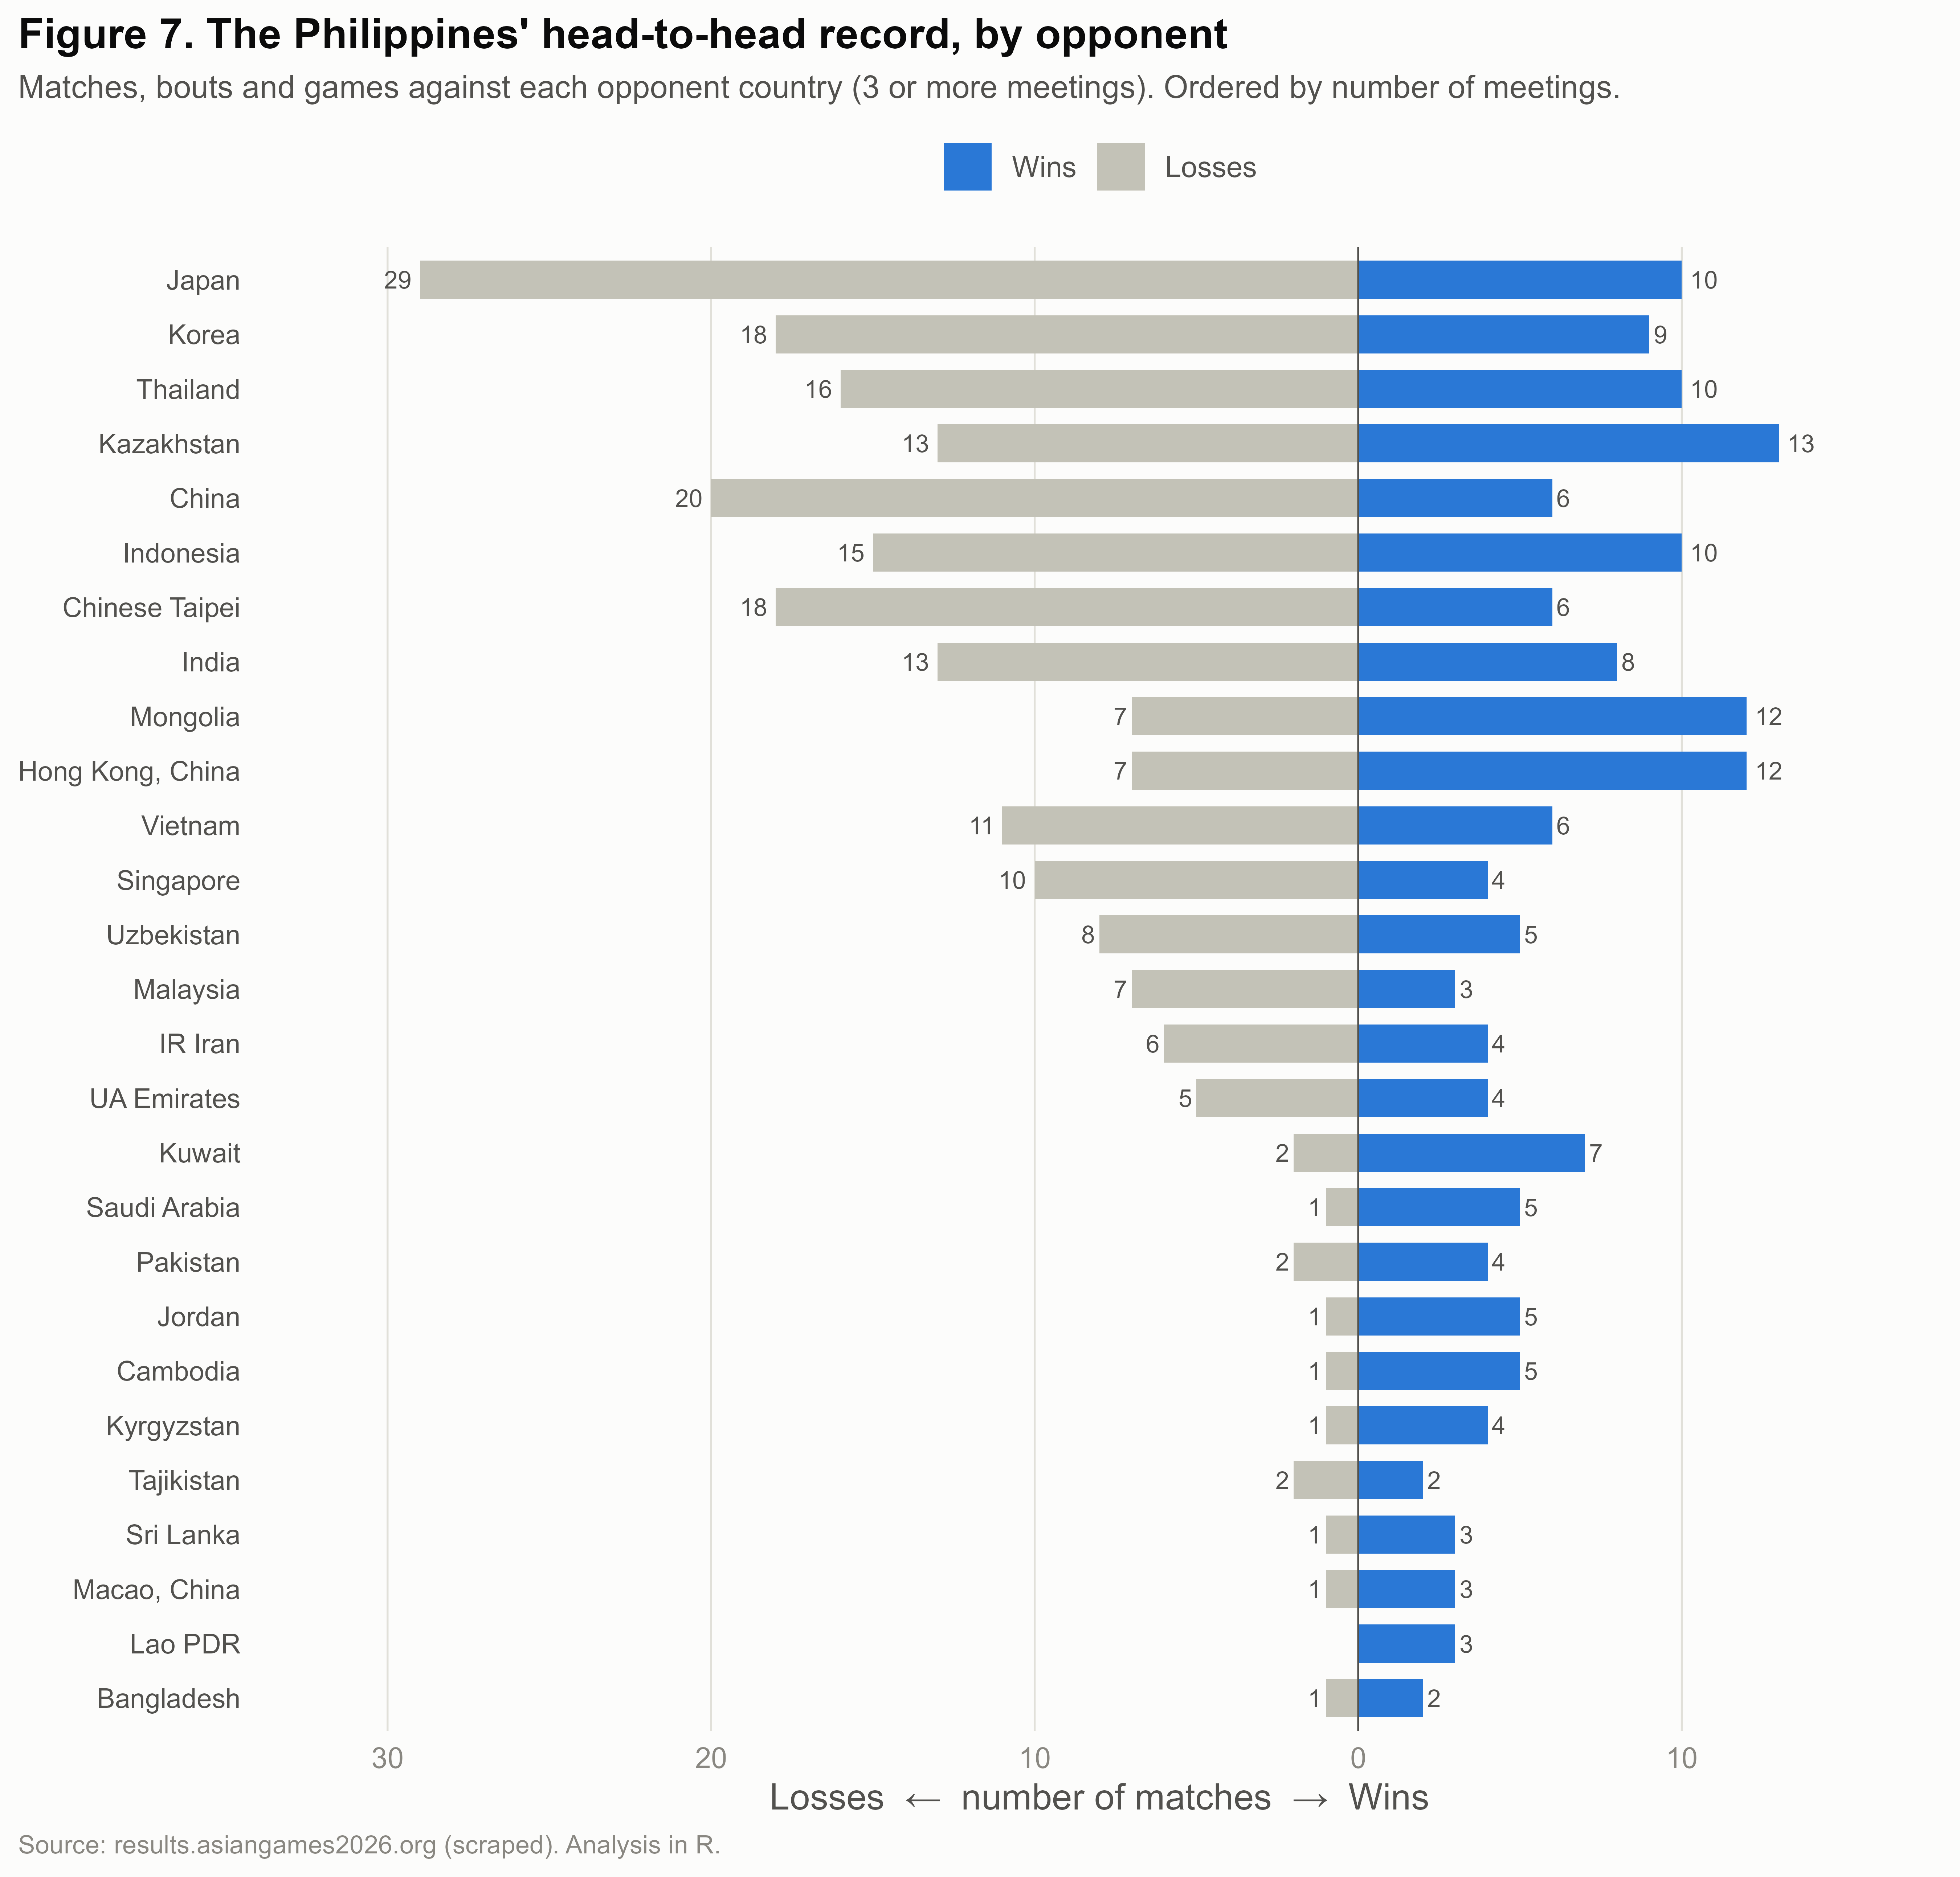 Figure 7. The Philippines' head-to-head record, by opponent
Matches, bouts and games against each opponent country (3 or more meetings). Ordered by number of meetings.
Wins Losses
Japan 29 10
Korea 18 9
Thailand 16 10
Kazakhstan 13 13
China 20 6
Indonesia 15 10
Chinese Taipei 18 6
India 13 8
Mongolia 7 12
Hong Kong, China 7 12
Vietnam 11 6
Singapore 10 4
Uzbekistan 8 5
Malaysia 7 3
IR Iran 6 4
UA Emirates 5 4
Kuwait 2 7
Saudi Arabia 1 5
Pakistan 2 4
Jordan 1 5
Cambodia 1 5
Kyrgyzstan 1 4
Tajikistan 2 2
Sri Lanka 1 3
Macao, China 1 3
Lao PDR 3
Bangladesh 1 2
30 20 10 0 10
Losses ← number of matches → Wins
Source: results.asiangames2026.org (scraped). Analysis in R.